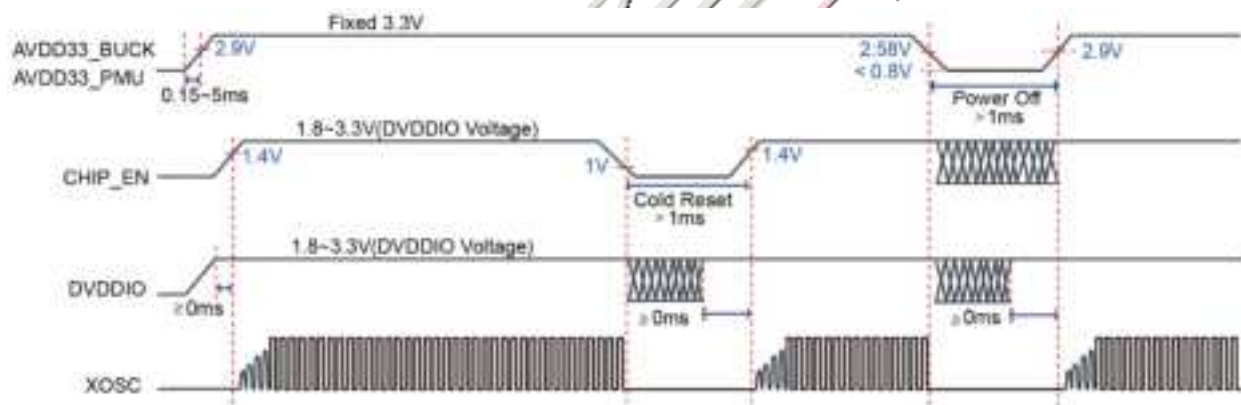 Fixed 3.3V
AVDD33_BUCK
2.9V
2.58V
2.9V
AVDD33_PMU
< 0.8V
0.15~5ms
Power Off
>1ms
1.8~3.3V(DVDDIO Voltage)
1.4V
1V
1.4V
CHIP_EN
Cold Reset
>1ms
1.8~3.3V(DVDDIO Voltage)
DVDDIO
≥0ms
≥0ms
≥0ms
XOSC